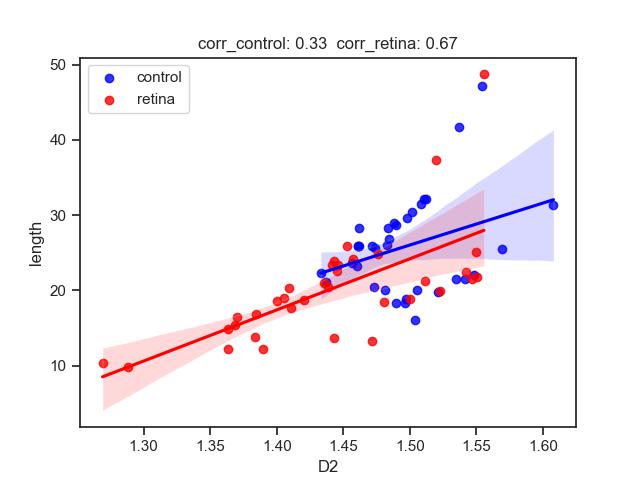 corr_control: 0.33  corr_retina: 0.67
50
40
30
20
10
length
control
retina
1.30 1.35 1.40 1.45 1.50 1.55 1.60
D2